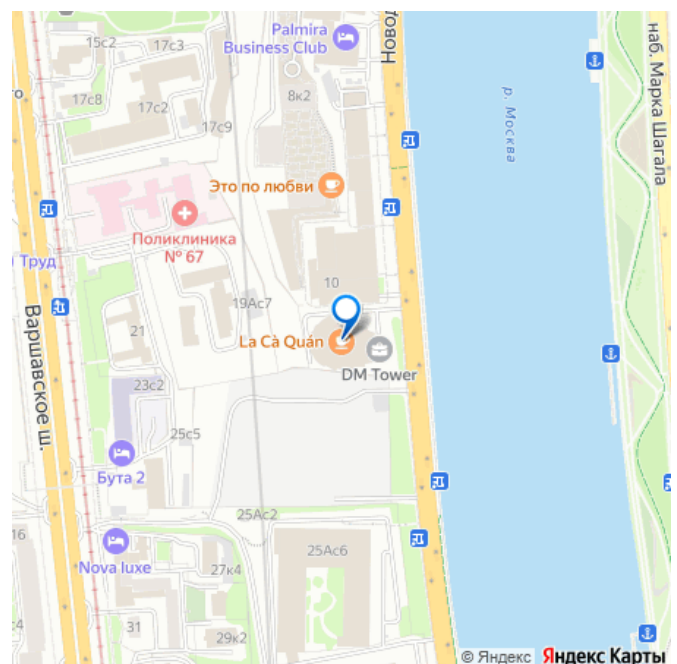 Palmira
Business Club
15с2
17с3
8к2
17с8
17с2
17с9
Новод
р. Москва
наб. Марка Шагала
Это по любви
Поликлиника
№ 67
Труд
10
19Ас7
21
La Cà Quán
DM Tower
Варшавское ш.
23с2
25с5
Бута 2
25Ас2
16
Nova luxe
27к4
25Ас6
31
29к2
© Яндекс Яндекс Карты